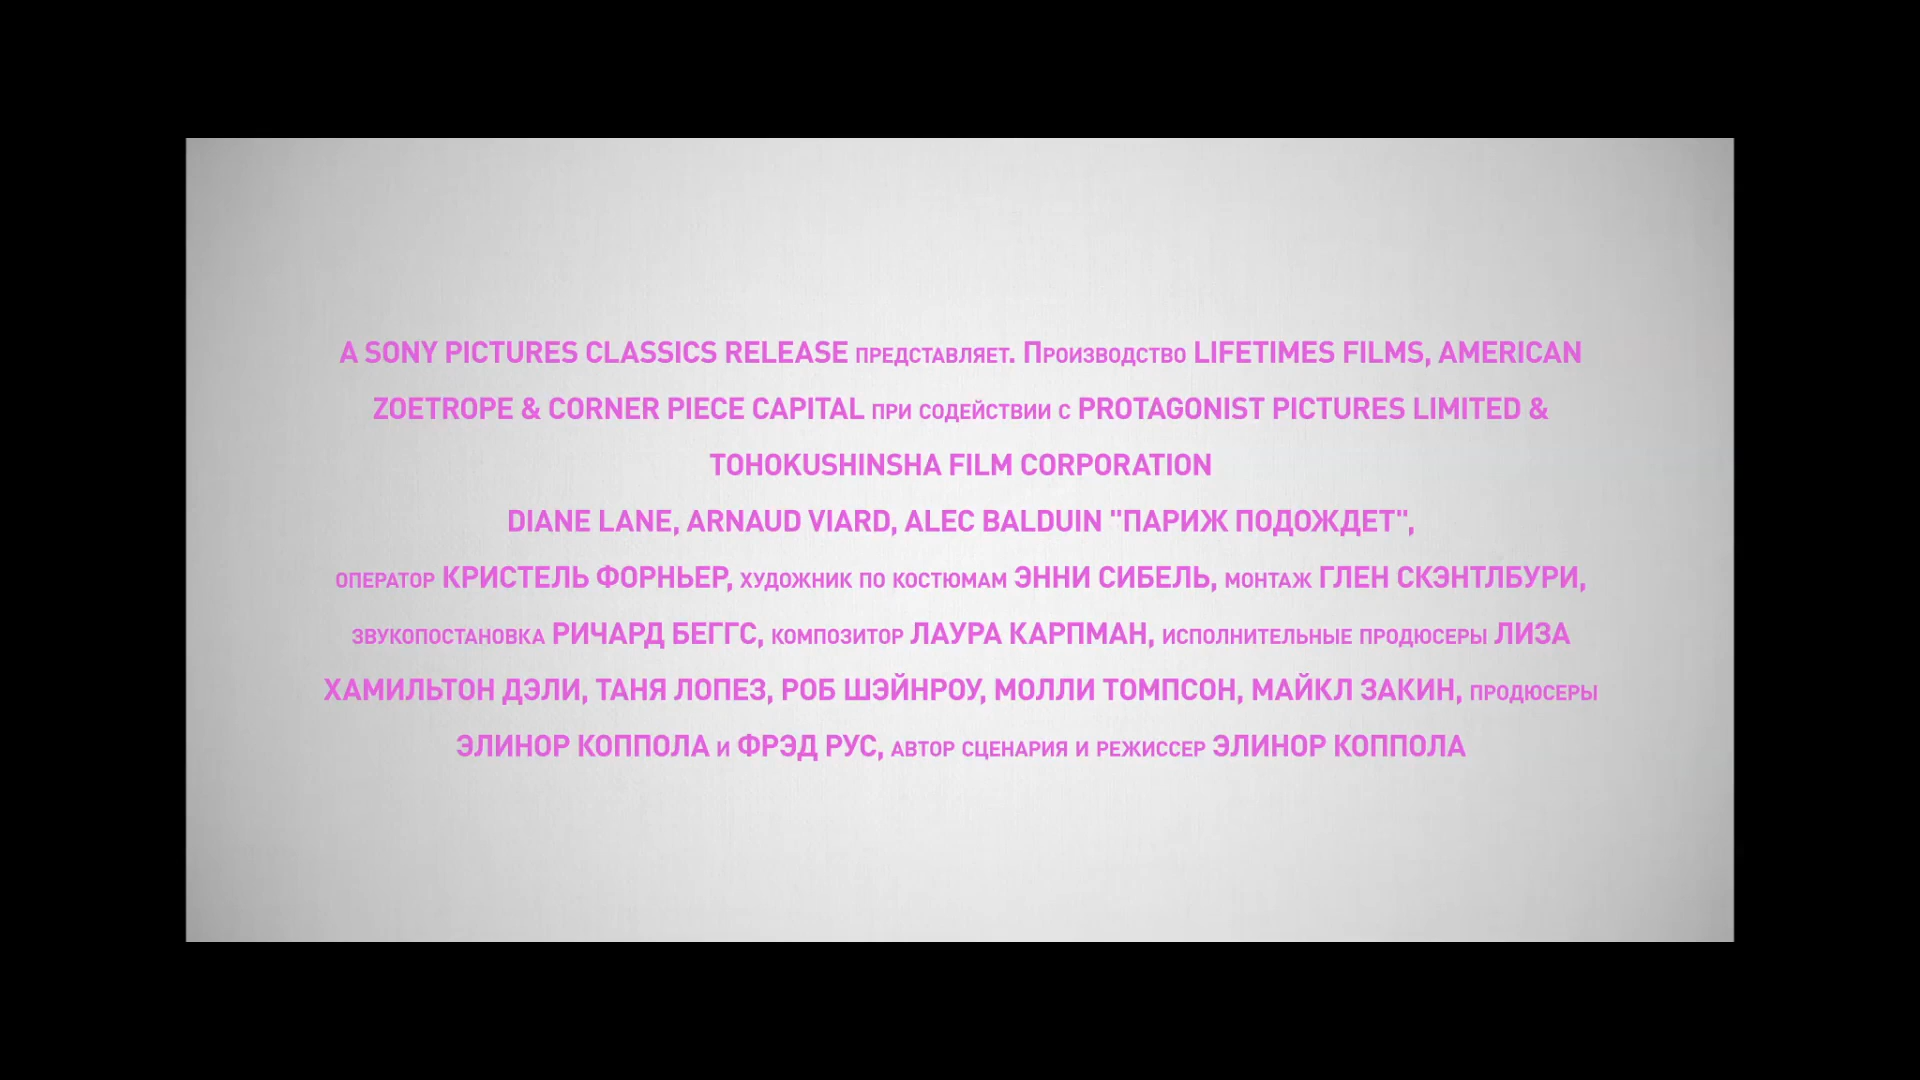 A SONY PICTURES CLASSICS RELEASE ПРЕДСТАВЛЯЕТ. ПРОИЗВОДСТВО LIFETIMES FILMS, AMERICAN
ZOETROPE & CORNER PIECE CAPITAL ПРИ СОДЕЙСТВИИ С PROTAGONIST PICTURES LIMITED &
TOHOKUSHINSHA FILM CORPORATION
DIANE LANE, ARNAUD VIARD, ALEC BALDUIN "ПАРИЖ ПОДОЖДЕТ",
ОПЕРАТОР КРИСТЕЛЬ ФОРНЬЕР, ХУДОЖНИК ПО КОСТЮМАМ ЭННИ СИБЕЛЬ, МОНТАЖ ГЛЕН СКЭНТЛБУРИ,
ЗВУКОПОСТАНОВКА РИЧАРД БЕГГС, КОМПОЗИТОР ЛАУРА КАРПМАН, ИСПОЛНИТЕЛЬНЫЕ ПРОДЮСЕРЫ ЛИЗА
ХАМИЛЬТОН ДЭЛИ, ТАНЯ ЛОПЕЗ, РОБ ШЭЙНРОУ, МОЛЛИ ТОМПСОН, МАЙКЛ ЗАКИН, ПРОДЮСЕРЫ
ЭЛИНОР КОППОЛА И ФРЭД РУС, АВТОР СЦЕНАРИЯ И РЕЖИССЕР ЭЛИНОР КОППОЛА